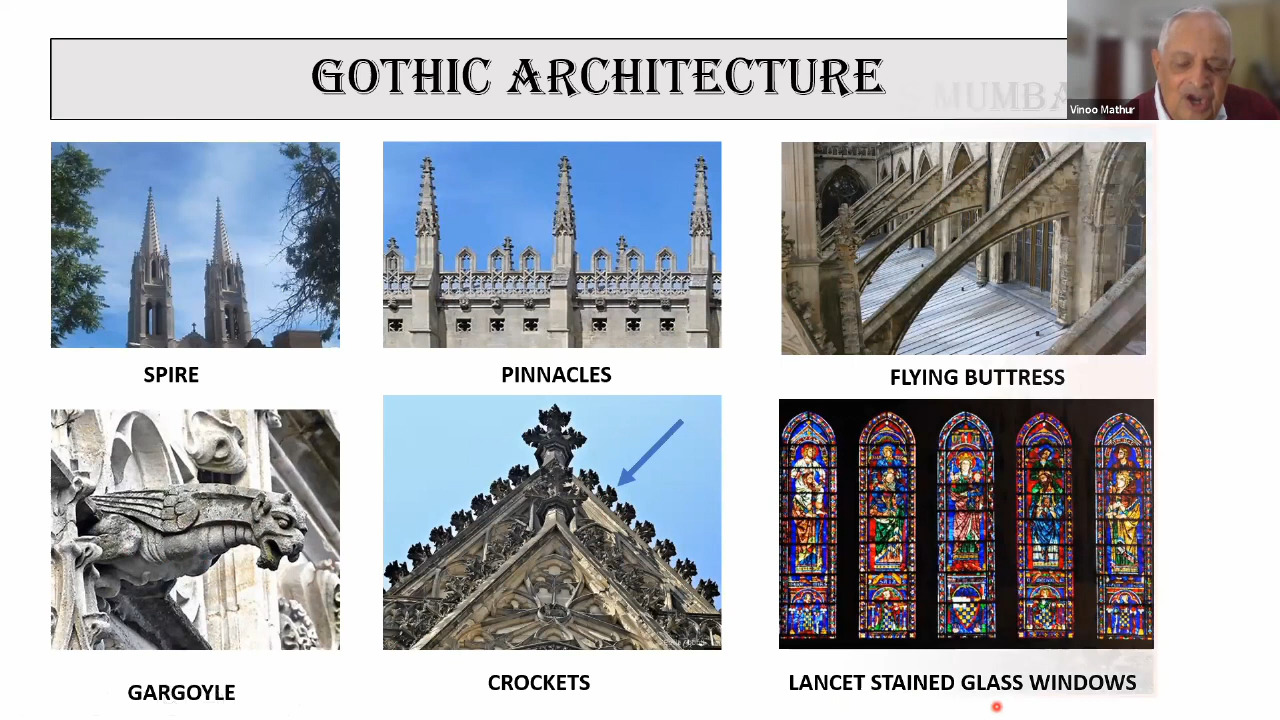 GOTHIC ARCHITECTURE
MUMBA
Vinoo Mathur
SPIRE
PINNACLES
FLYING BUTTRESS
GARGOYLE
CROCKETS
LANCET STAINED GLASS WINDOWS